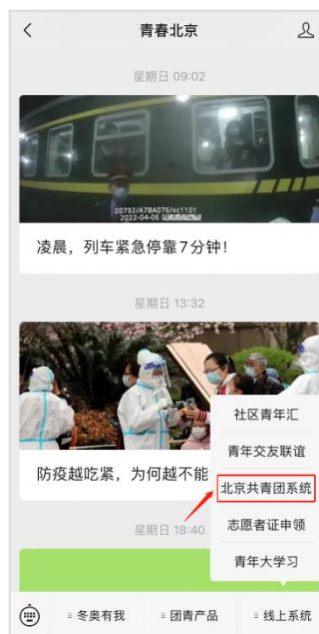 青春北京
星期日 09:02
20792/A78A076/xc1101
2022-04-06
凌晨，列车紧急停靠7分钟！
星期日 13:32
社区青年汇
青年交友联谊
防疫越吃紧，为何越不能
北京共青团系统
星期日 18:40
志愿者证申领
青年大学习
冬奥有我
团青产品
线上系统